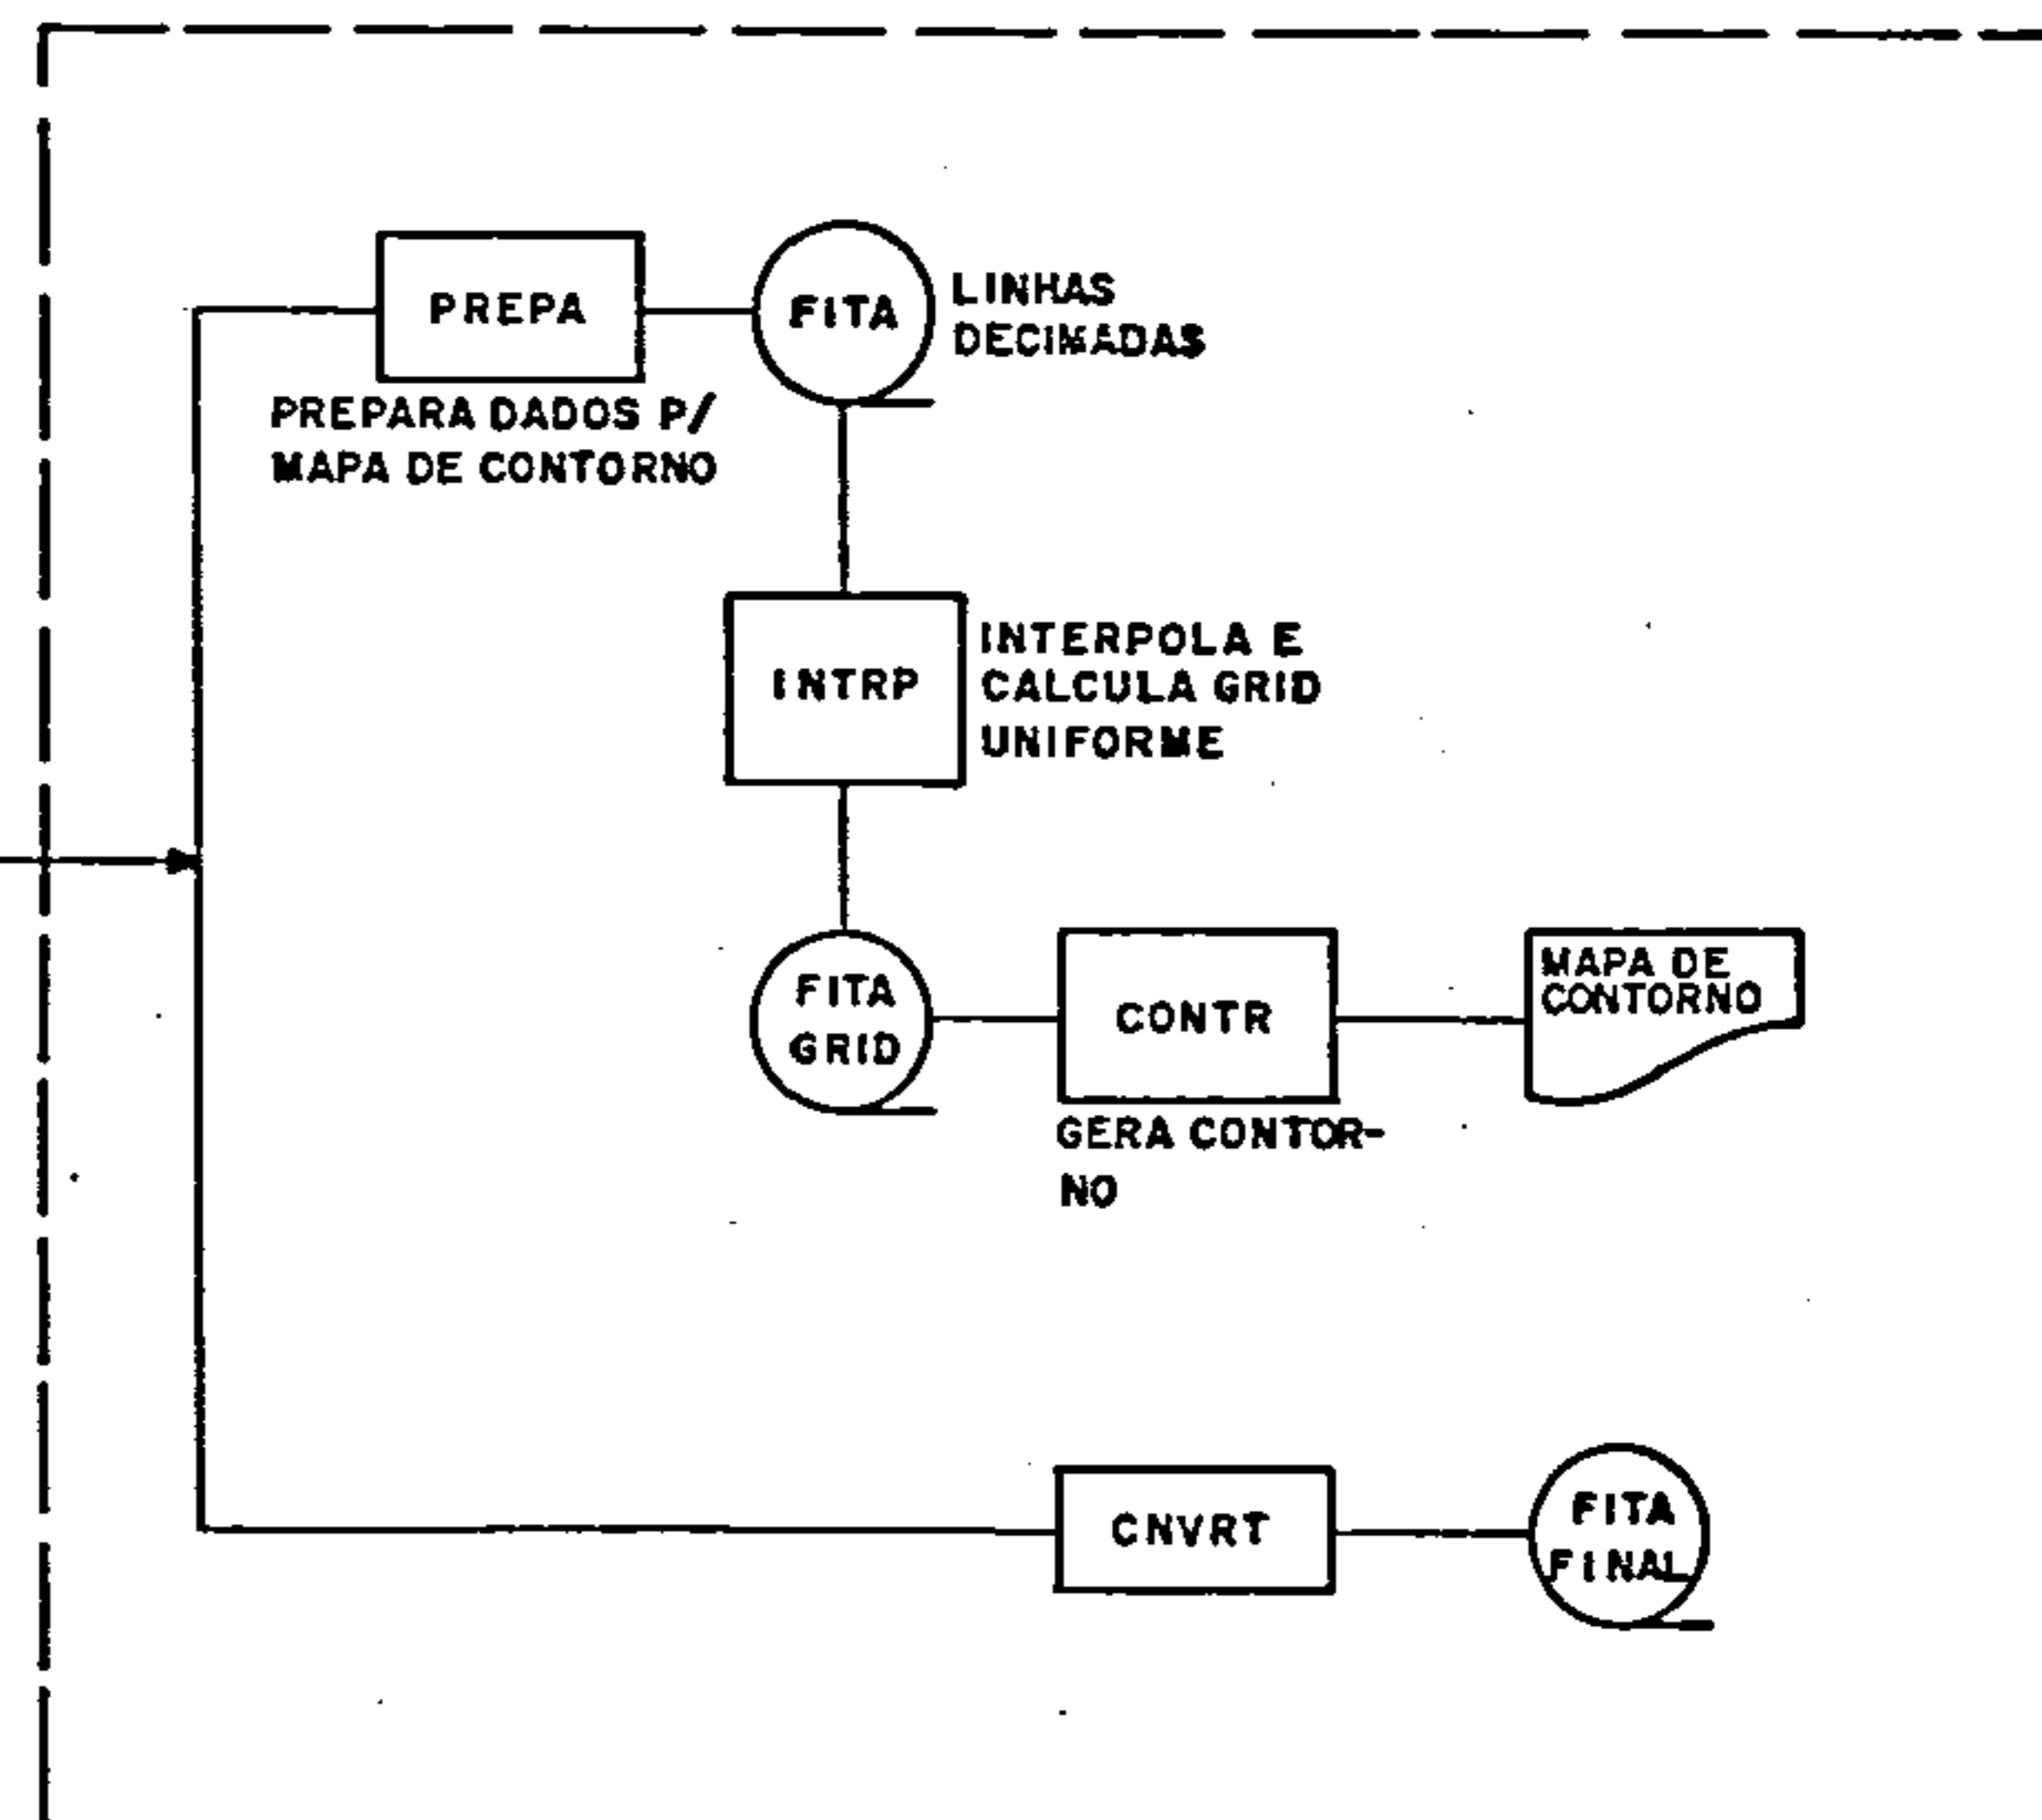 PREPA
FITA
LINHAS
DECIMADAS
PREPARA DADOS P/
MAPA DE CONTORNO
INTRP
INTERPOLA E
CALCULA GRID
UNIFORME
FITA
GRID
CONTR
MAPA DE
CONTORNO
GERA CONTOR-
NO
CNVRT
FITA
FINAL